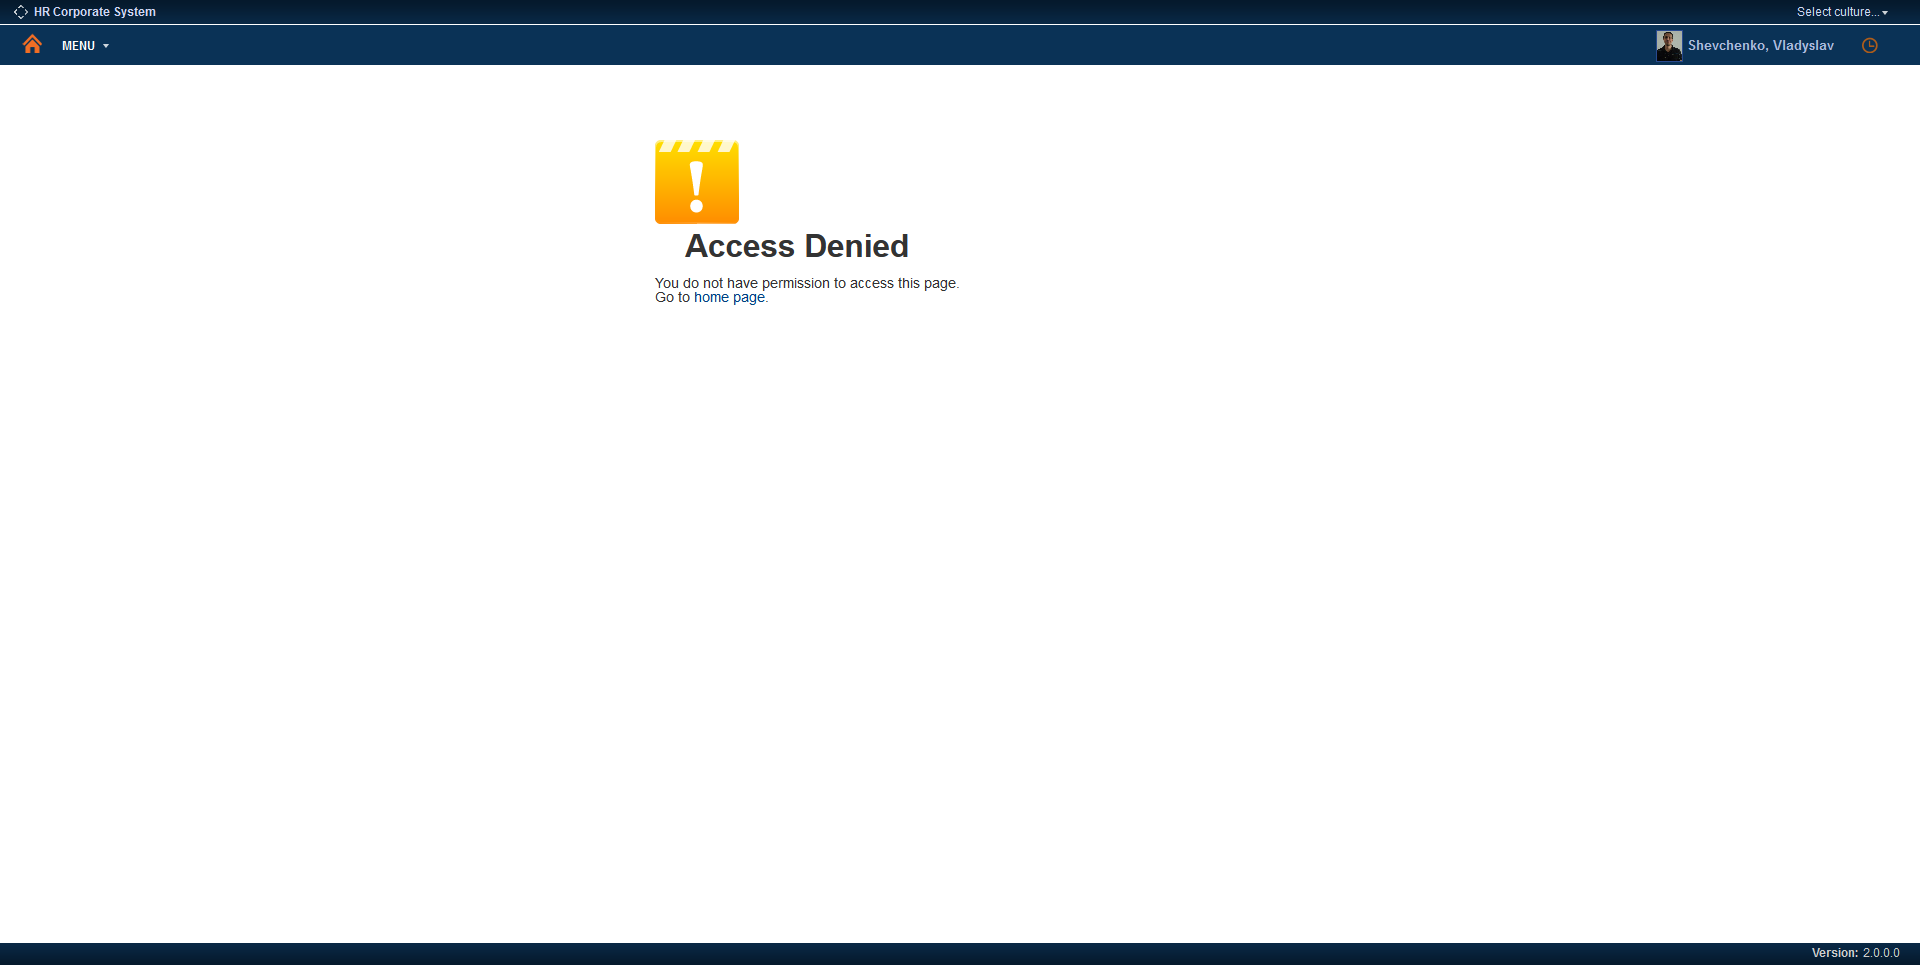 HR Corporate System
Select culture...
MENU
Shevchenko, Vladyslav
!
Access Denied
You do not have permission to access this page.
Go to home page.
Version: 2.0.0.0